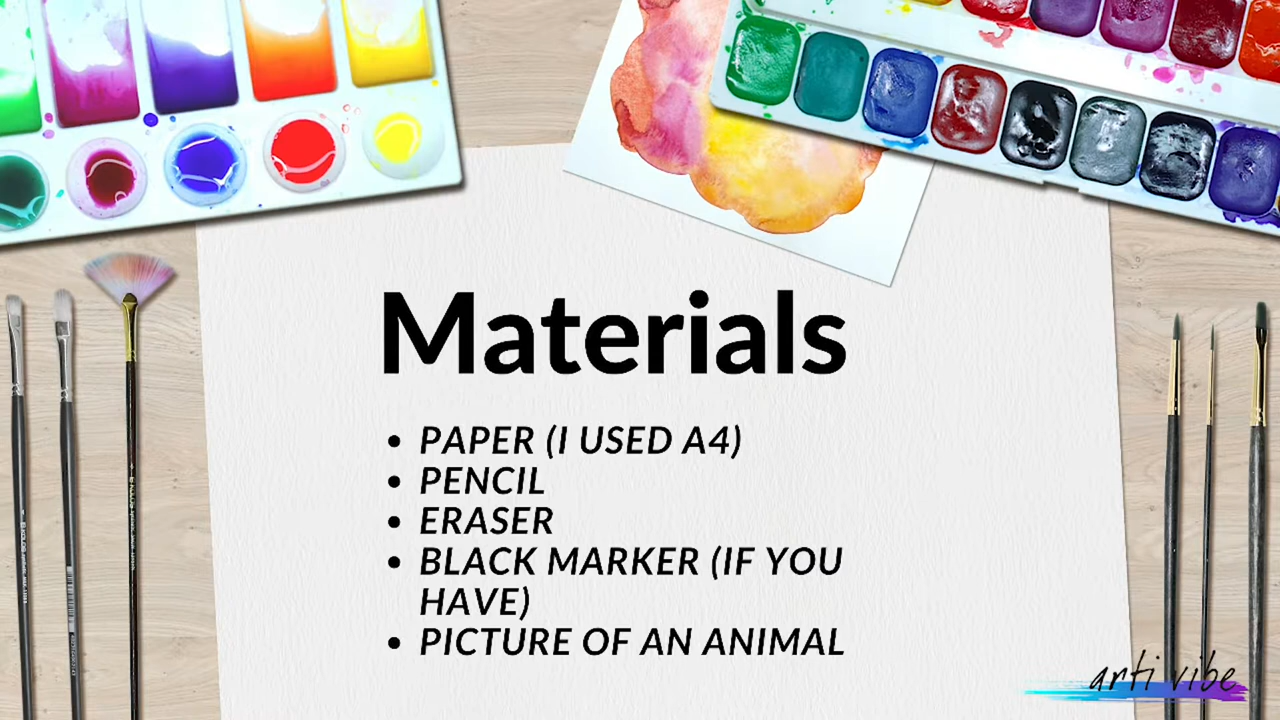 Materials
• PAPER (I USED A4)
• PENCIL
• ERASER
• BLACK MARKER (IF YOU
HAVE)
• PICTURE OF AN ANIMAL
arti vibe